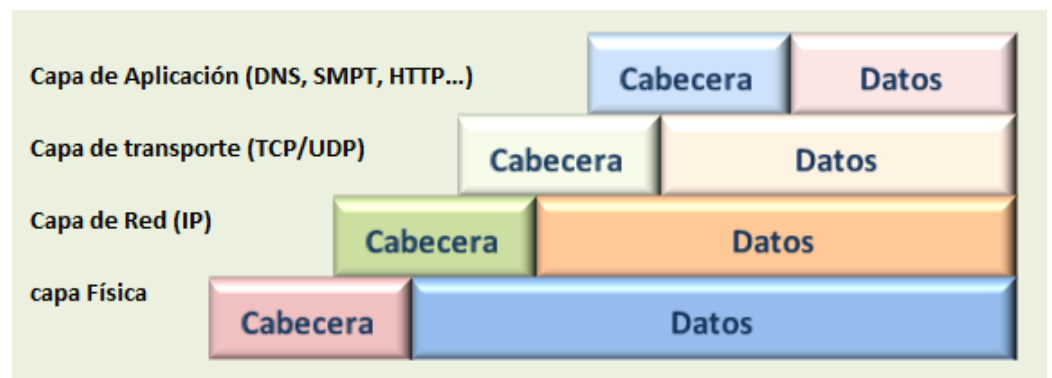 Capa de Aplicación (DNS, SMPT, HTTP...) Cabecera Datos
Capa de transporte (TCP/UDP) Cabecera Datos
Capa de Red (IP) Cabecera Datos
capa Física Cabecera Datos